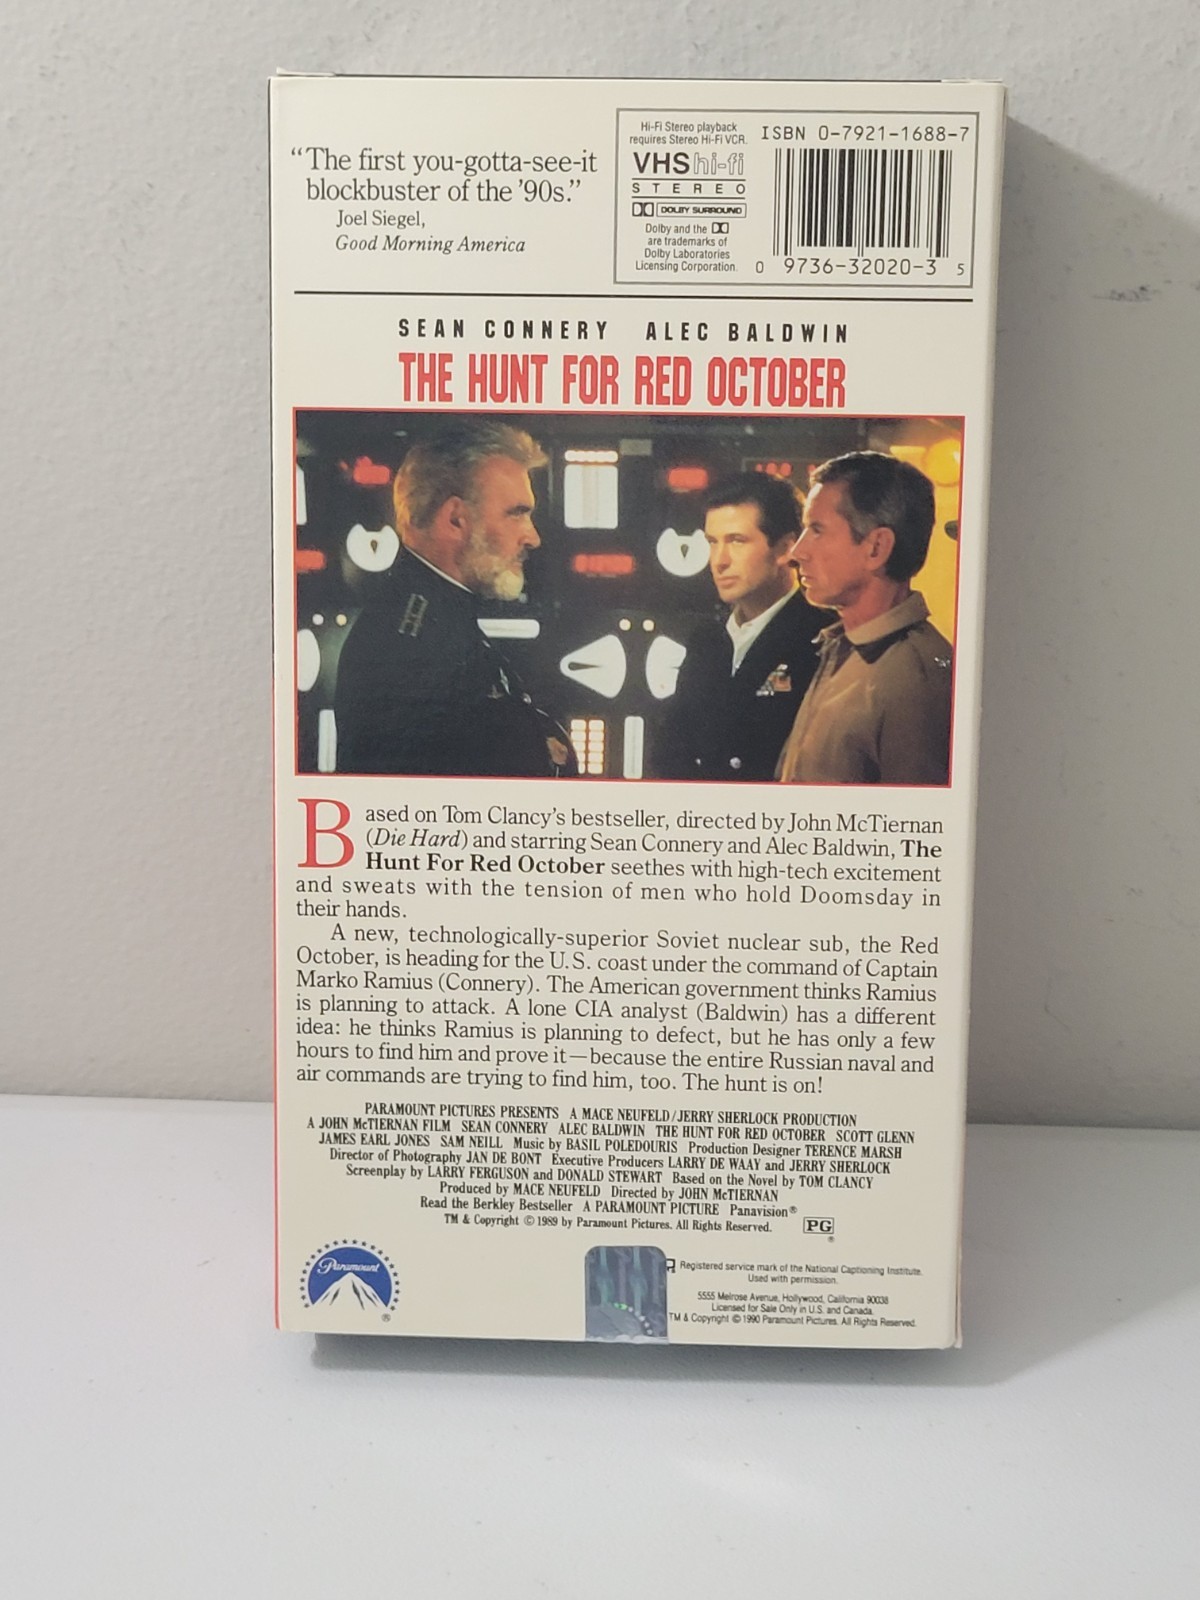 “The first you-gotta-see-it
blockbuster of the ’90s.”
Joel Siegel,
Good Morning America
Hi-Fi Stereo playback
requires Stereo Hi-Fi VCR.
VHS hi-fi
STEREO
DOLBY SURROUND
Dolby and the
are trademarks of
Dolby Laboratories
Licensing Corporation.
ISBN 0-7921-1688-7
0 9736-32020-3 5
SEAN CONNERY ALEC BALDWIN
THE HUNT FOR RED OCTOBER
Based on Tom Clancy’s bestseller, directed by John McTiernan
(Die Hard) and starring Sean Connery and Alec Baldwin, The
Hunt For Red October seethes with high-tech excitement
and sweats with the tension of men who hold Doomsday in
their hands.
A new, technologically-superior Soviet nuclear sub, the Red
October, is heading for the U.S. coast under the command of Captain
Marko Ramius (Connery). The American government thinks Ramius
is planning to attack. A lone CIA analyst (Baldwin) has a different
idea: he thinks Ramius is planning to defect, but he has only a few
hours to find him and prove it—because the entire Russian naval and
air commands are trying to find him, too. The hunt is on!
PARAMOUNT PICTURES PRESENTS A MACE NEUFELD/JERRY SHERLOCK PRODUCTION
A JOHN McTIERNAN FILM SEAN CONNERY ALEC BALDWIN THE HUNT FOR RED OCTOBER SCOTT GLENN
JAMES EARL JONES SAM NEILL Music by BASIL POLEDOURIS Production Designer TERENCE MARSH
Director of Photography JAN DE BONT Executive Producers LARRY DE WAAY and JERRY SHERLOCK
Screenplay by LARRY FERGUSON and DONALD STEWART Based on the Novel by TOM CLANCY
Produced by MACE NEUFELD Directed by JOHN McTIERNAN
Read the Berkley Bestseller A PARAMOUNT PICTURE Panavision®
TM & Copyright © 1989 by Paramount Pictures. All Rights Reserved. PG®
Paramount®
Registered service mark of the National Captioning Institute.
Used with permission.
5555 Melrose Avenue, Hollywood, California 90038
Licensed for Sale Only in U.S. and Canada.
TM & Copyright © 1990 Paramount Pictures. All Rights Reserved.